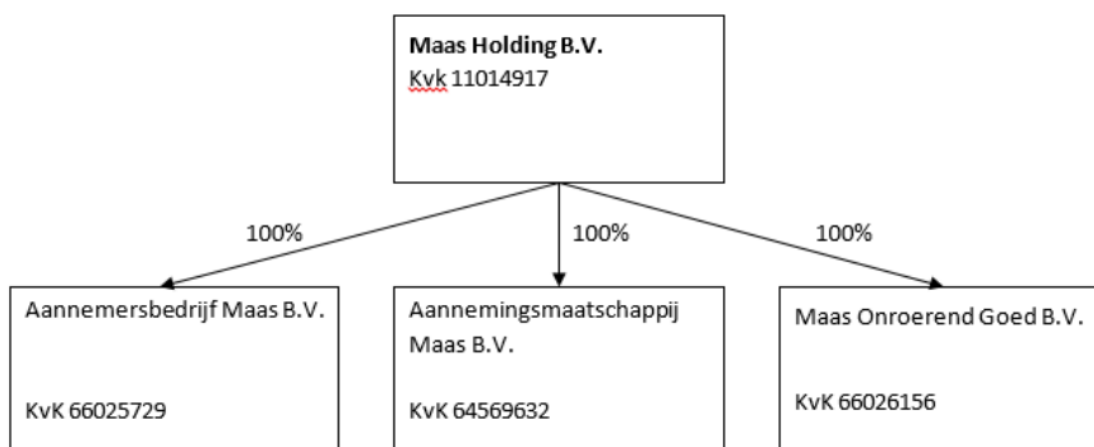 Maas Holding B.V.
Kvk 11014917
100%
100%
100%
Aannemersbedrijf Maas B.V.
KvK 66025729
Aannemingsmaatschappij
Maas B.V.
KvK 64569632
Maas Onroerend Goed B.V.
KvK 66026156